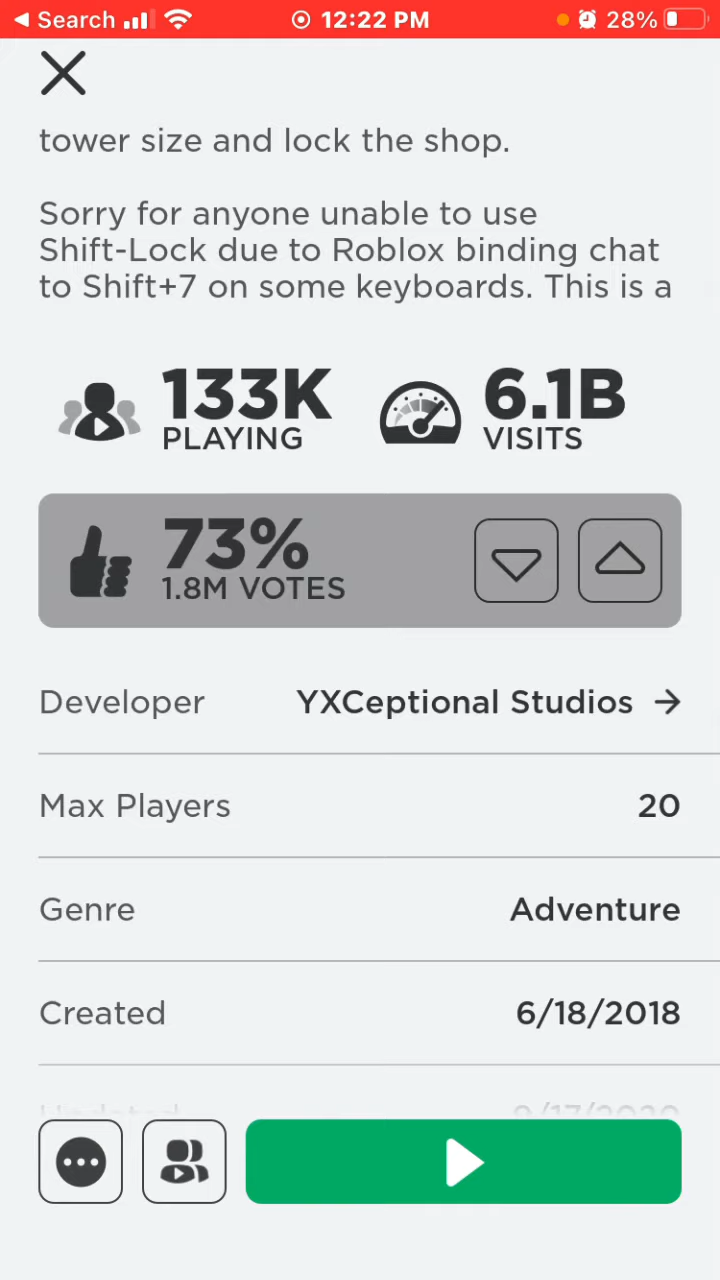 Search 12:22 PM 28%
tower size and lock the shop.
Sorry for anyone unable to use
Shift-Lock due to Roblox binding chat
to Shift+7 on some keyboards. This is a
133K 6.1B
PLAYING VISITS
73%
1.8M VOTES
Developer YXCeptional Studios →
Max Players 20
Genre Adventure
Created 6/18/2018